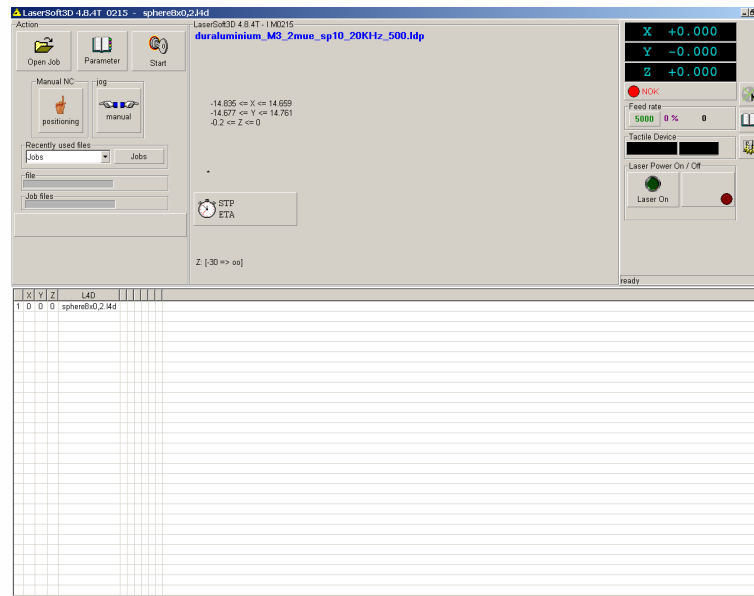 LaserSoft3D 4.8.4T 0215 - sphere8x0,2.l4d
Action
Open Job
Parameter
Start
Manual NC
jog
positioning
manual
Recently used files
Jobs
Jobs
file
Job files
LaserSoft3D 4.8.4T - I M0215
duraluminium_M3_2mue_sp10_20KHz_500.ldp
-14.835 <= X <= 14.659
-14.677 <= Y <= 14.761
-0.2 <= Z <= 0
*
STP
ETA
Z: [-30 => oo]
X +0.000
Y -0.000
Z +0.000
NOK
Feed rate
5000 0 % 0
Tactile Device
Laser Power On / Off
Laser On
ready
X Y Z L4D
1 0 0 0 sphere8x0,2.l4d